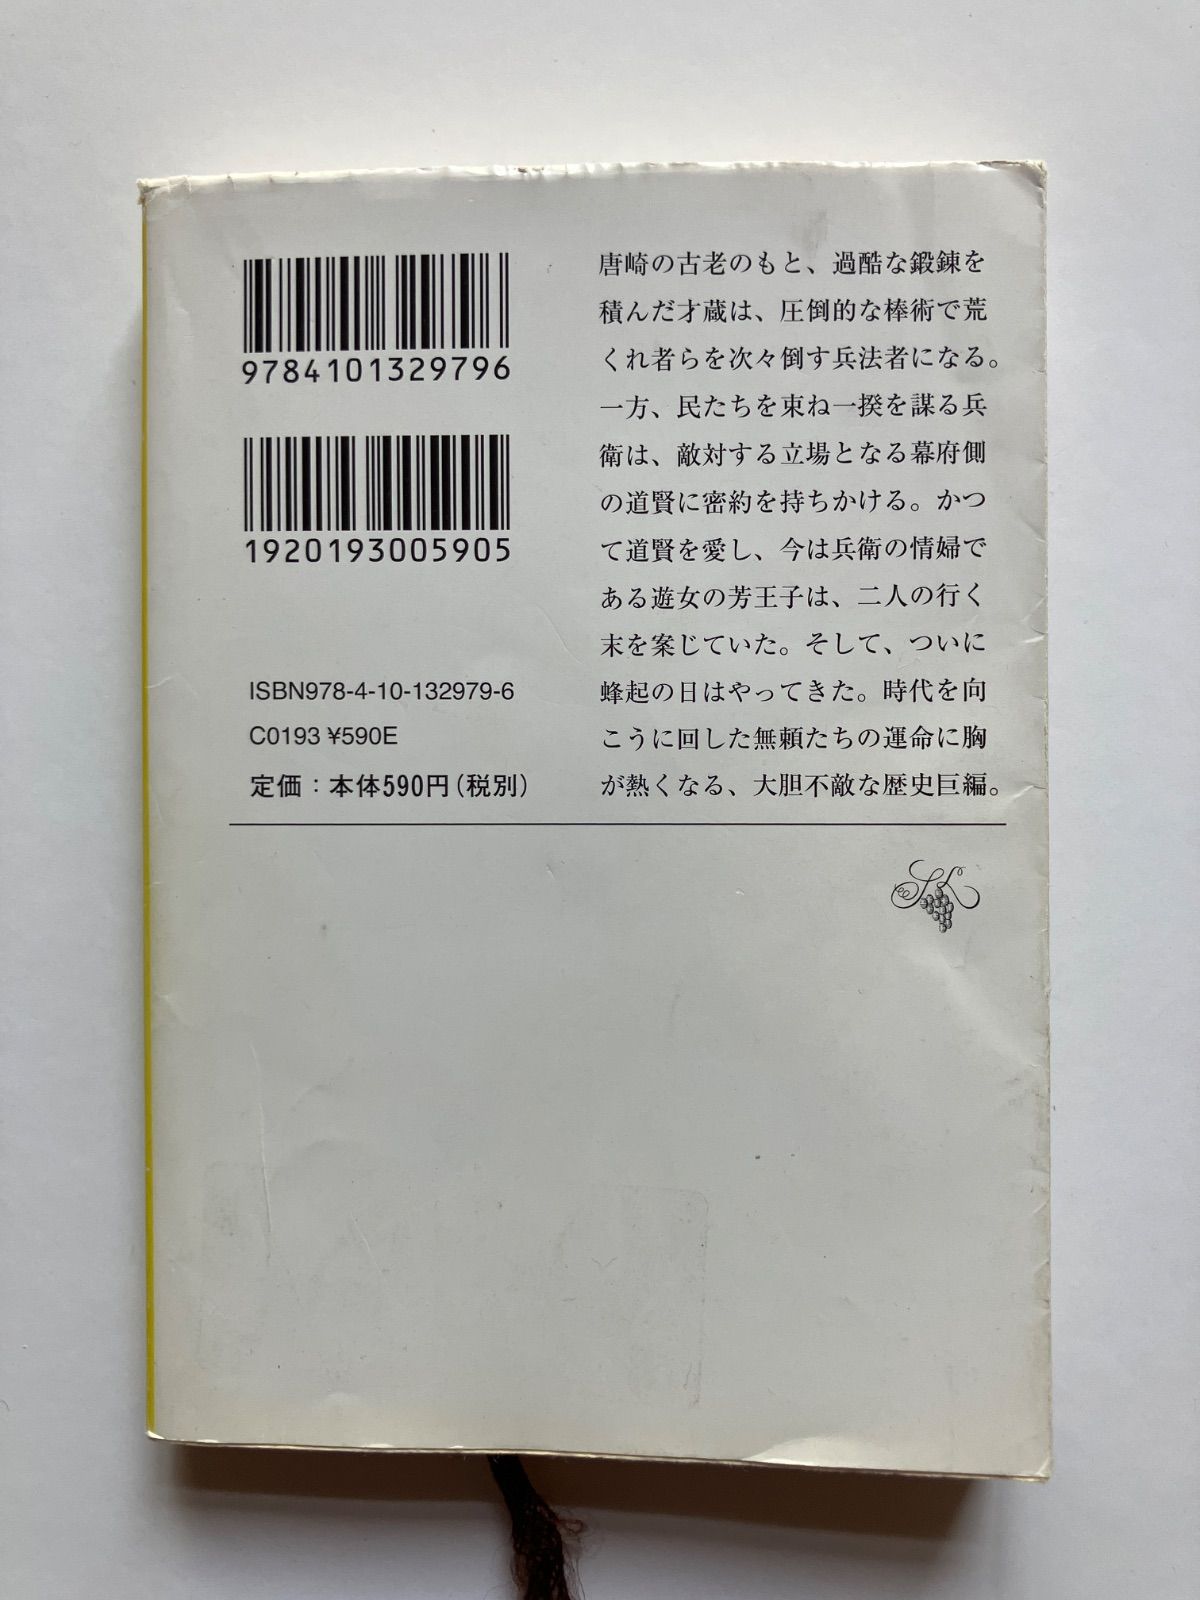 9784101329796
1920193005905
ISBN978-4-10-132979-6
C0193 ¥590E
定価：本体590円（税別）
唐崎の古老のもと、過酷な鍛錬を
積んだ才蔵は、圧倒的な棒術で荒
くれ者らを次々倒す兵法者になる。
一方、民たちを束ね一揆を謀る兵
衛は、敵対する立場となる幕府側
の道賢に密約を持ちかける。かつ
て道賢を愛し、今は兵衛の情婦で
ある遊女の芳王子は、二人の行く
末を案じていた。そして、ついに
蜂起の日はやってきた。時代を向
こうに回した無頼たちの運命に胸
が熱くなる、大胆不敵な歴史巨編。